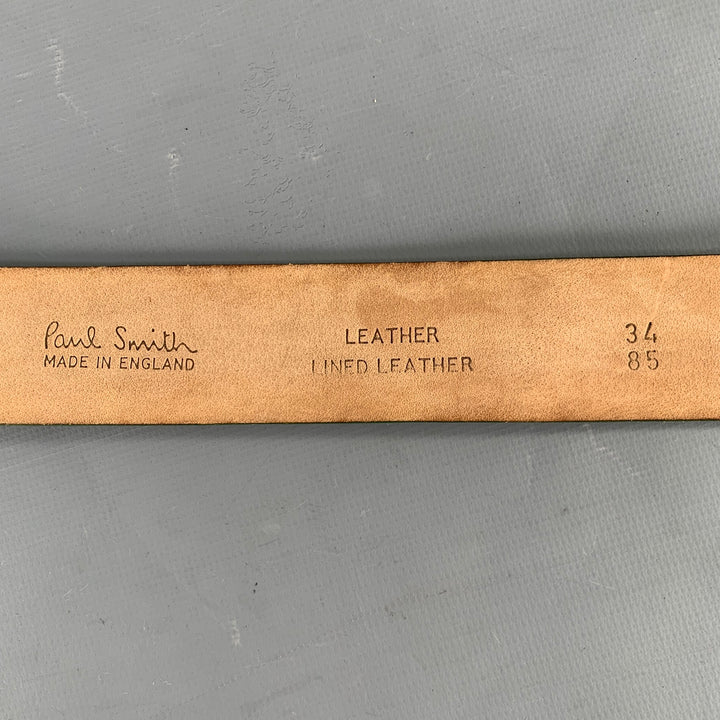 Paul Smith
MADE IN ENGLAND
LEATHER
LINED LEATHER
34
85